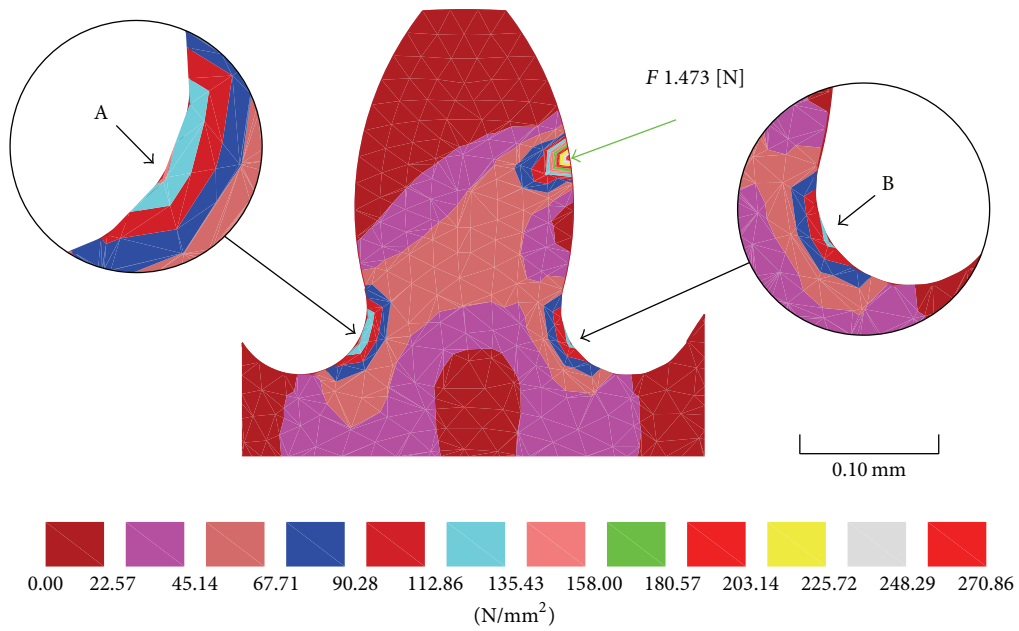 F 1.473 [N]
A
B
0.10 mm
0.00 22.57 45.14 67.71 90.28 112.86 135.43 158.00 180.57 203.14 225.72 248.29 270.86
(N/mm²)